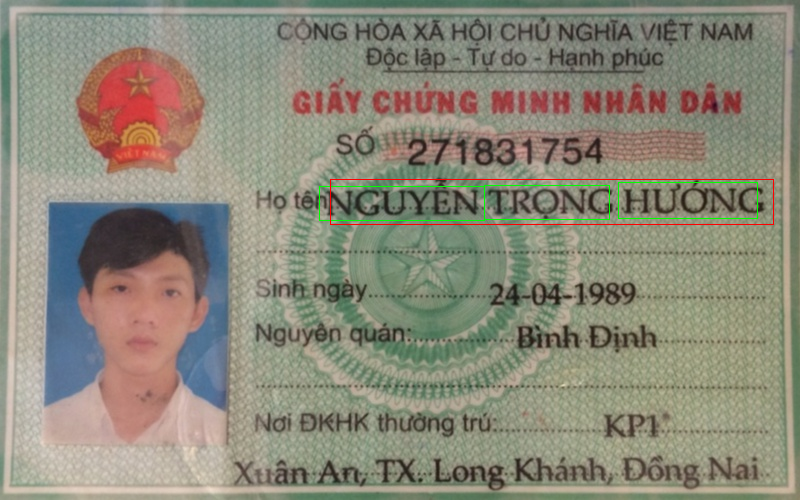 CỘNG HÒA XÃ HỘI CHỦ NGHĨA VIỆT NAM
Độc lập - Tự do - Hạnh phúc
GIẤY CHỨNG MINH NHÂN DÂN
SỐ 271831754
Họ tên NGUYỄN TRỌNG HƯỞNG
Sinh ngày 24-04-1989
Nguyên quán: Bình Định
Nơi ĐKHK thường trú: KP1
Xuân An, TX. Long Khánh, Đồng Nai
VIỆT NAM